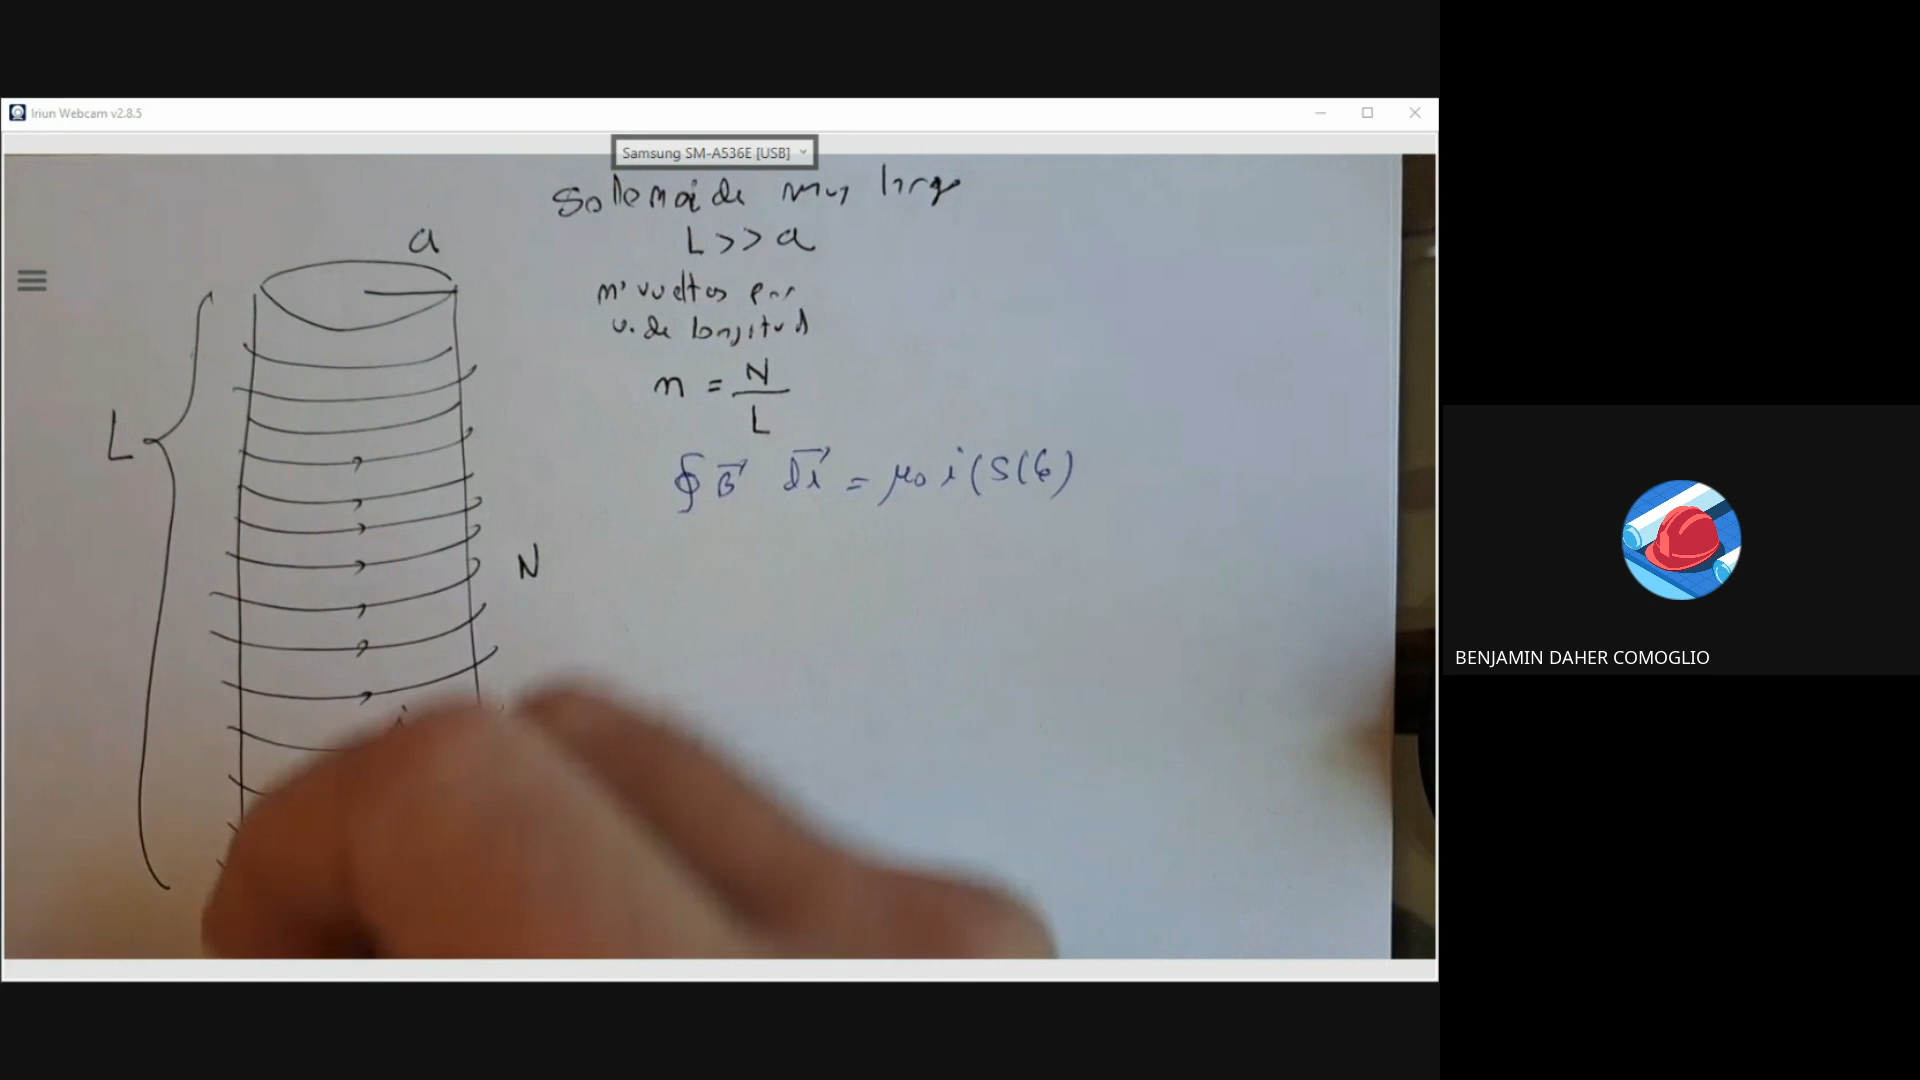 Iriun Webcam v2.8.5
Samsung SM-A536E [USB]
Solenoide muy largo
L >> a
a
n° vueltas por
u. de longitud
n = N / L
L
∮ B⃗ dl⃗ = μ₀ i (S(C))
N
i
BENJAMIN DAHER COMOGLIO